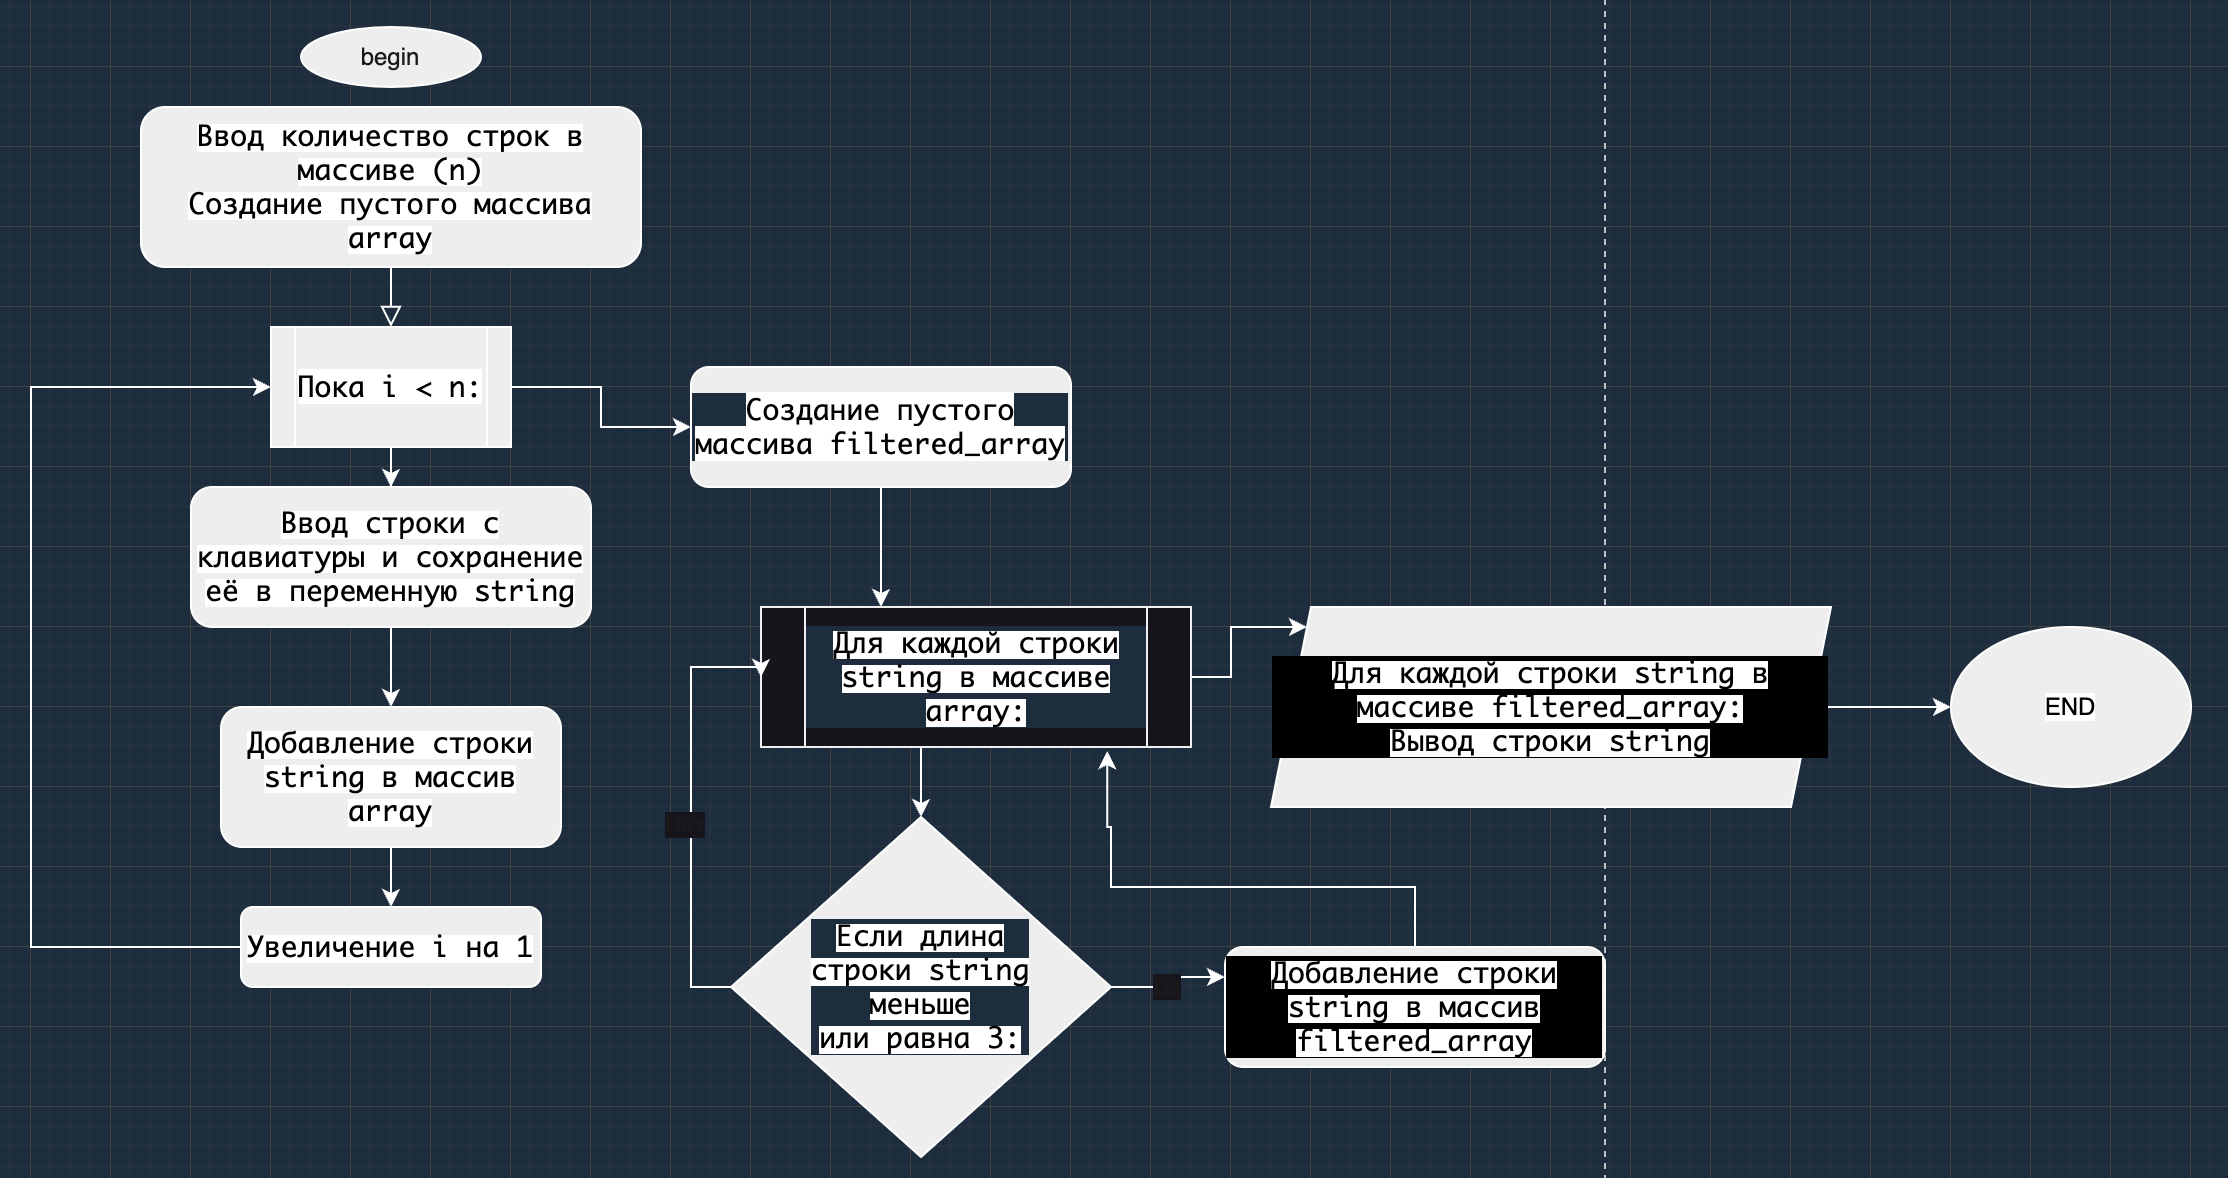 begin
Ввод количество строк в
массиве (n)
Создание пустого массива
array
Пока i < n:
Ввод строки с
клавиатуры и сохранение
её в переменную string
Добавление строки
string в массив
array
Увеличение i на 1
Создание пустого
массива filtered_array
Для каждой строки
string в массиве
array:
Если длина
строки string
меньше
или равна 3:
Добавление строки
string в массив
filtered_array
Для каждой строки string в
массиве filtered_array:
Вывод строки string
END